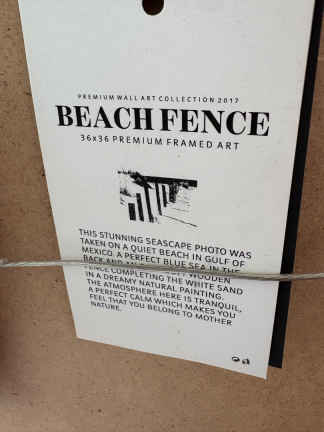 PREMIUM WALL ART COLLECTION 2017
BEACH FENCE
36x36 PREMIUM FRAMED ART
THIS STUNNING SEASCAPE PHOTO WAS
TAKEN ON A QUIET BEACH IN GULF OF
MEXICO. A PERFECT BLUE SEA IN THE
BACK AND AN
FENCE COMPLETING THE WHITE SAND
IN A DREAMY NATURAL PAINTING.
THE ATMOSPHERE HERE IS TRANQUIL,
A PERFECT CALM WHICH MAKES YOU
FEEL THAT YOU BELONG TO MOTHER
NATURE.